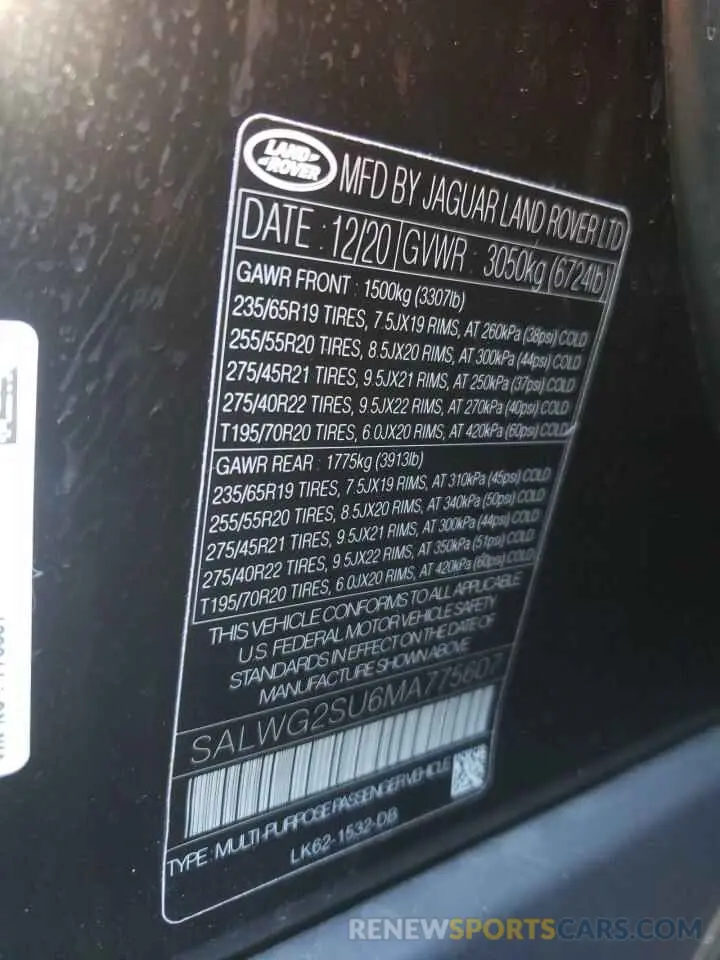 LAND ROVER
MFD BY JAGUAR LAND ROVER LTD
DATE : 12/20 GVWR : 3050kg (6724lb)
GAWR FRONT : 1500kg (3307lb)
235/65R19 TIRES, 7.5JX19 RIMS, AT 260kPa (38psi) COLD
255/55R20 TIRES, 8.5JX20 RIMS, AT 300kPa (44psi) COLD
275/45R21 TIRES, 9.5JX21 RIMS, AT 250kPa (37psi) COLD
275/40R22 TIRES, 9.5JX22 RIMS, AT 270kPa (40psi) COLD
T195/70R20 TIRES, 6.0JX20 RIMS, AT 420kPa (60psi) COLD
GAWR REAR : 1775kg (3913lb)
235/65R19 TIRES, 7.5JX19 RIMS, AT 310kPa (45psi) COLD
255/55R20 TIRES, 8.5JX20 RIMS, AT 340kPa (50psi) COLD
275/45R21 TIRES, 9.5JX21 RIMS, AT 300kPa (44psi) COLD
275/40R22 TIRES, 9.5JX22 RIMS, AT 350kPa (51psi) COLD
T195/70R20 TIRES, 6.0JX20 RIMS, AT 420kPa (60psi) COLD
THIS VEHICLE CONFORMS TO ALL APPLICABLE
U.S. FEDERAL MOTOR VEHICLE SAFETY
STANDARDS IN EFFECT ON THE DATE OF
MANUFACTURE SHOWN ABOVE
SALWG2SU6MA775607
TYPE: MULTI-PURPOSE PASSENGER VEHICLE
LK62-1532-DB
RENEWSPORTSCARS.COM